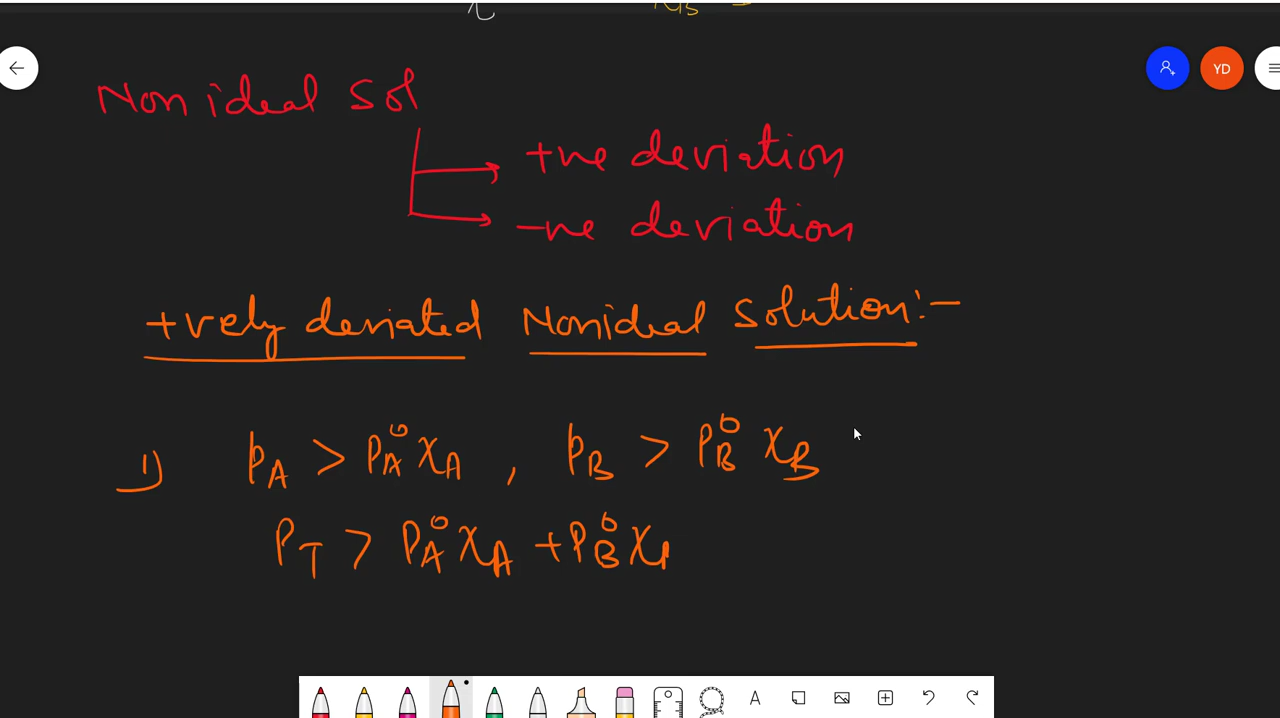 YD
Non ideal Sol
+ve deviation
-ve deviation
+vely deviated Nonideal Solution:-
1) PA > PA° XA , PB > PB° XB
PT > PA° XA + PB° X
A